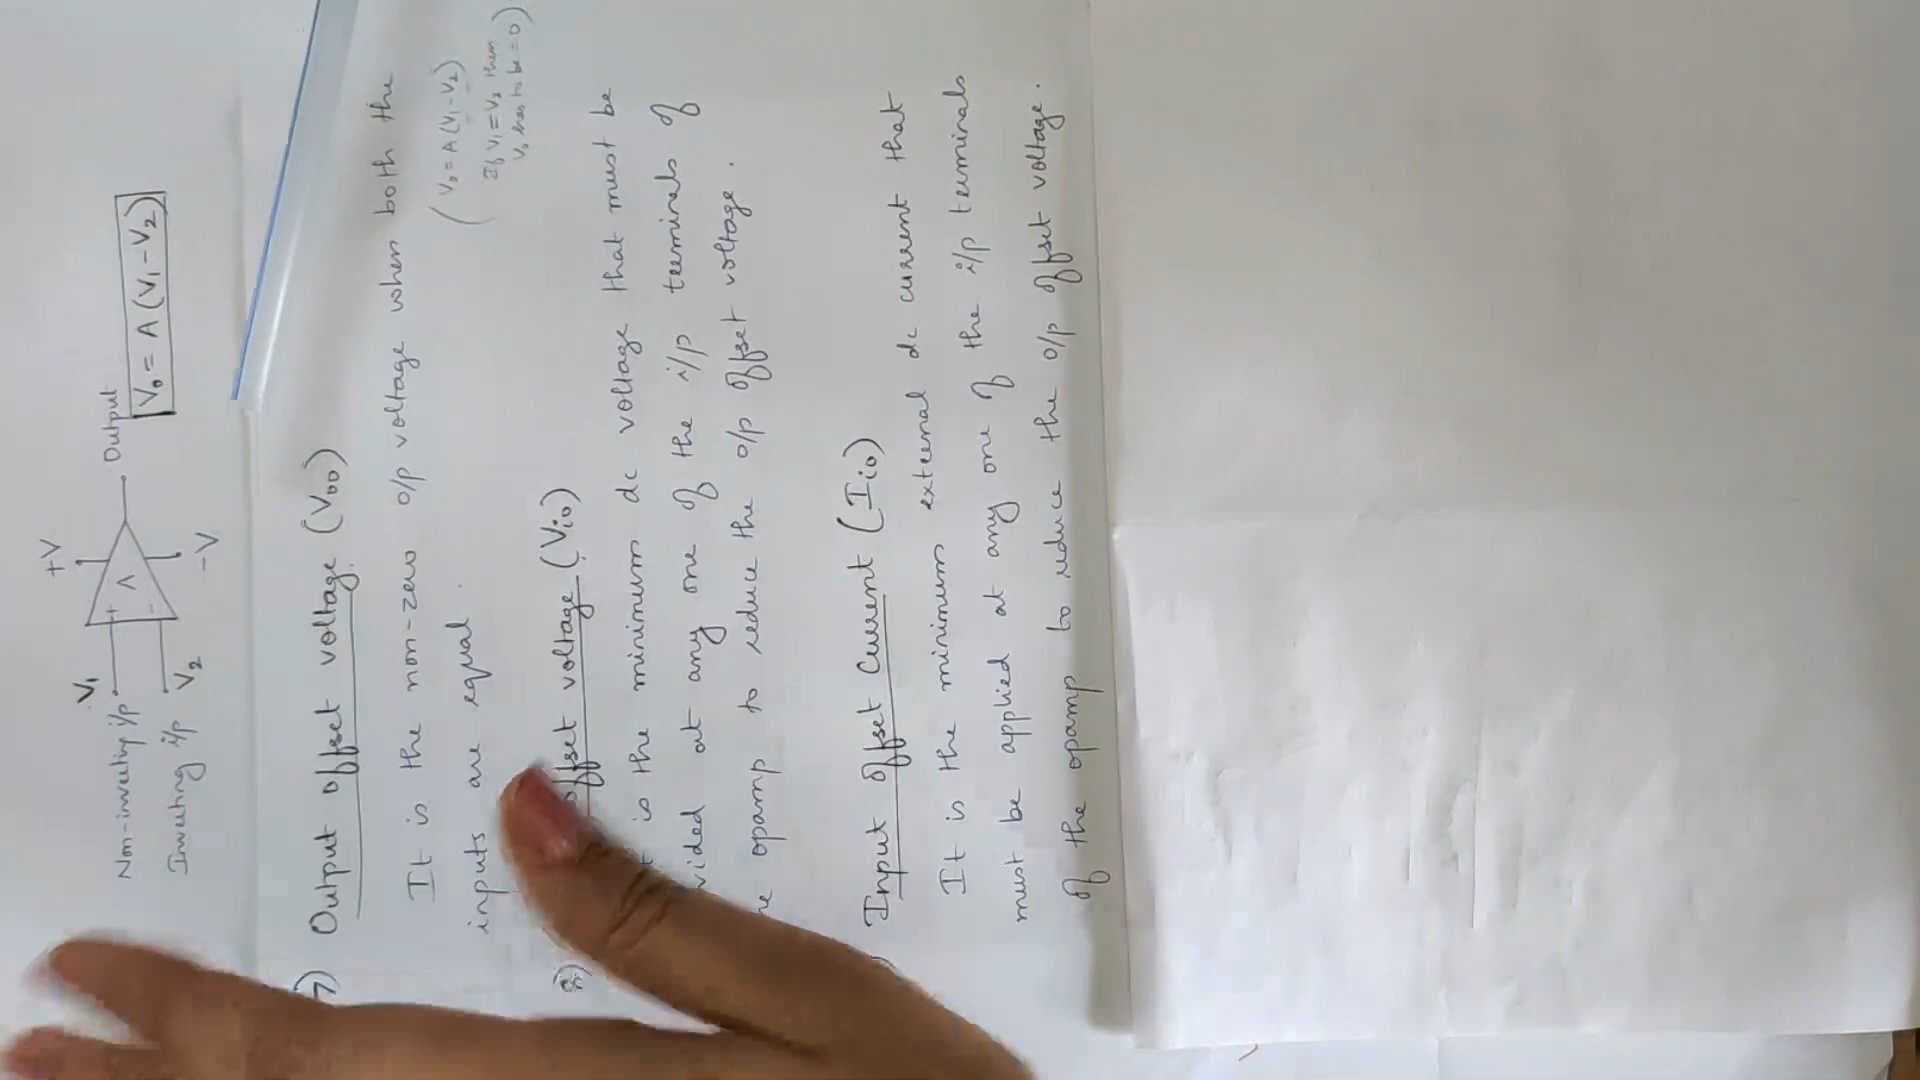 +V
V₁
Non-inverting i/p
+
A
Output
-
Inverting i/p
V₂
-V
V₀ = A (V₁ - V₂)
7) Output offset voltage (V₀₀)
It is the non-zero o/p voltage when both the
inputs are equal.
(V₀ = A(V₁ - V₂)
If V₁ = V₂ then
V₀ has to be = 0)
offset voltage (Vio)
is the minimum dc voltage that must be
at any one of the i/p terminals of
opamp to reduce the o/p offset voltage.
) Input offset Current (Iio)
It is the minimum external dc current that
must be applied at any one of the i/p terminals
of the opamp to reduce the o/p offset voltage.